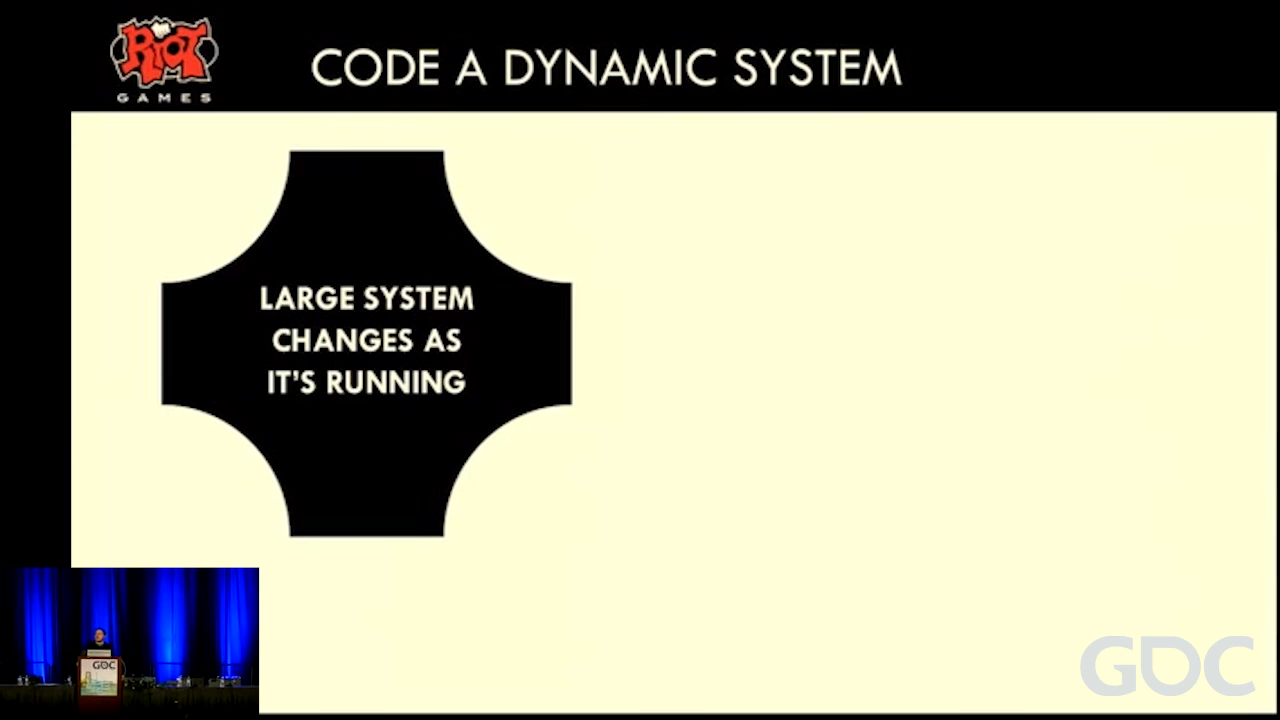 RIOT
GAMES
CODE A DYNAMIC SYSTEM
LARGE SYSTEM
CHANGES AS
IT'S RUNNING
GDC
GDC